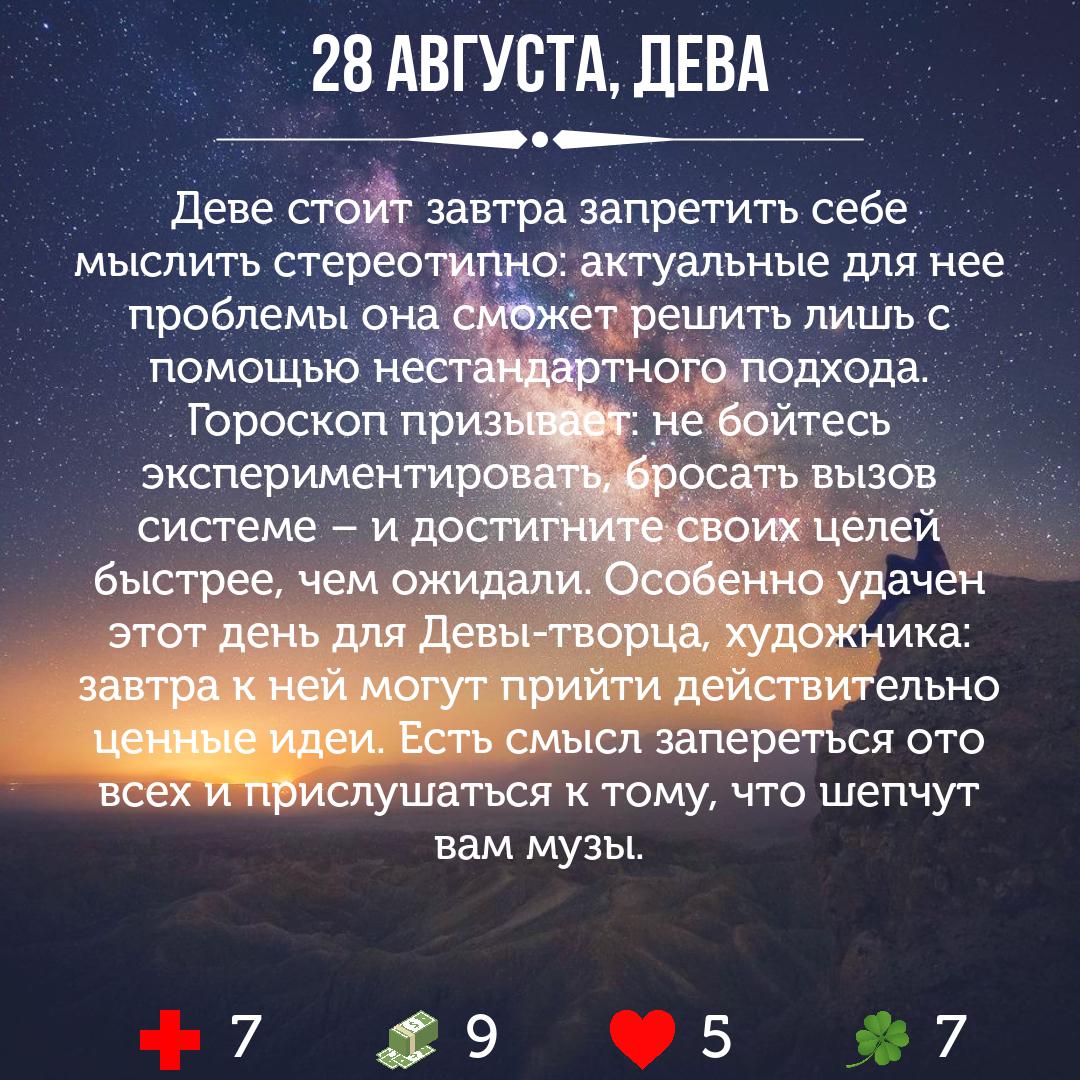 28 АВГУСТА, ДЕВА
Деве стоит завтра запретить себе
мыслить стереотипно: актуальные для нее
проблемы она сможет решить лишь с
помощью нестандартного подхода.
Гороскоп призывает: не бойтесь
экспериментировать, бросать вызов
системе – и достигните своих целей
быстрее, чем ожидали. Особенно удачен
этот день для Девы-творца, художника:
завтра к ней могут прийти действительно
ценные идеи. Есть смысл запереться ото
всех и прислушаться к тому, что шепчут
вам музы.
7 9 5 7